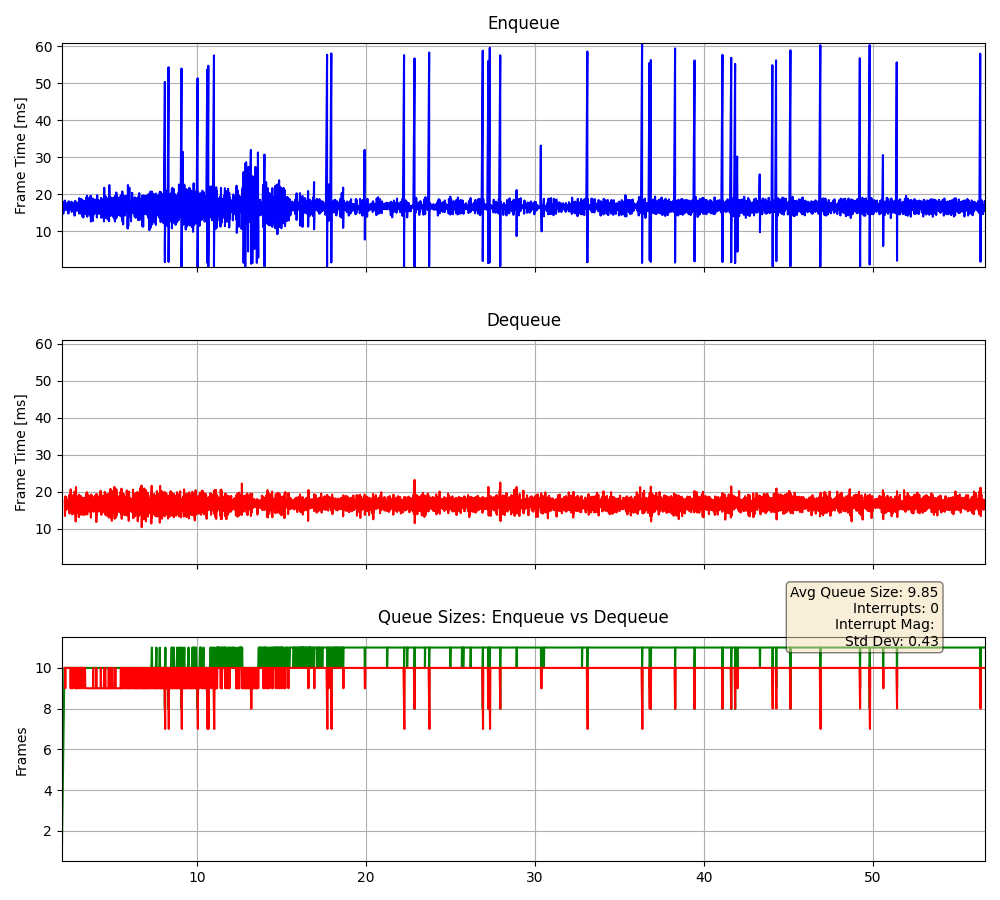 Enqueue
Frame Time [ms]
60
50
40
30
20
10
Dequeue
Frame Time [ms]
60
50
40
30
20
10
Avg Queue Size: 9.85
Interrupts: 0
Interrupt Mag:
Std Dev: 0.43
Queue Sizes: Enqueue vs Dequeue
Frames
10
8
6
4
2
10 20 30 40 50